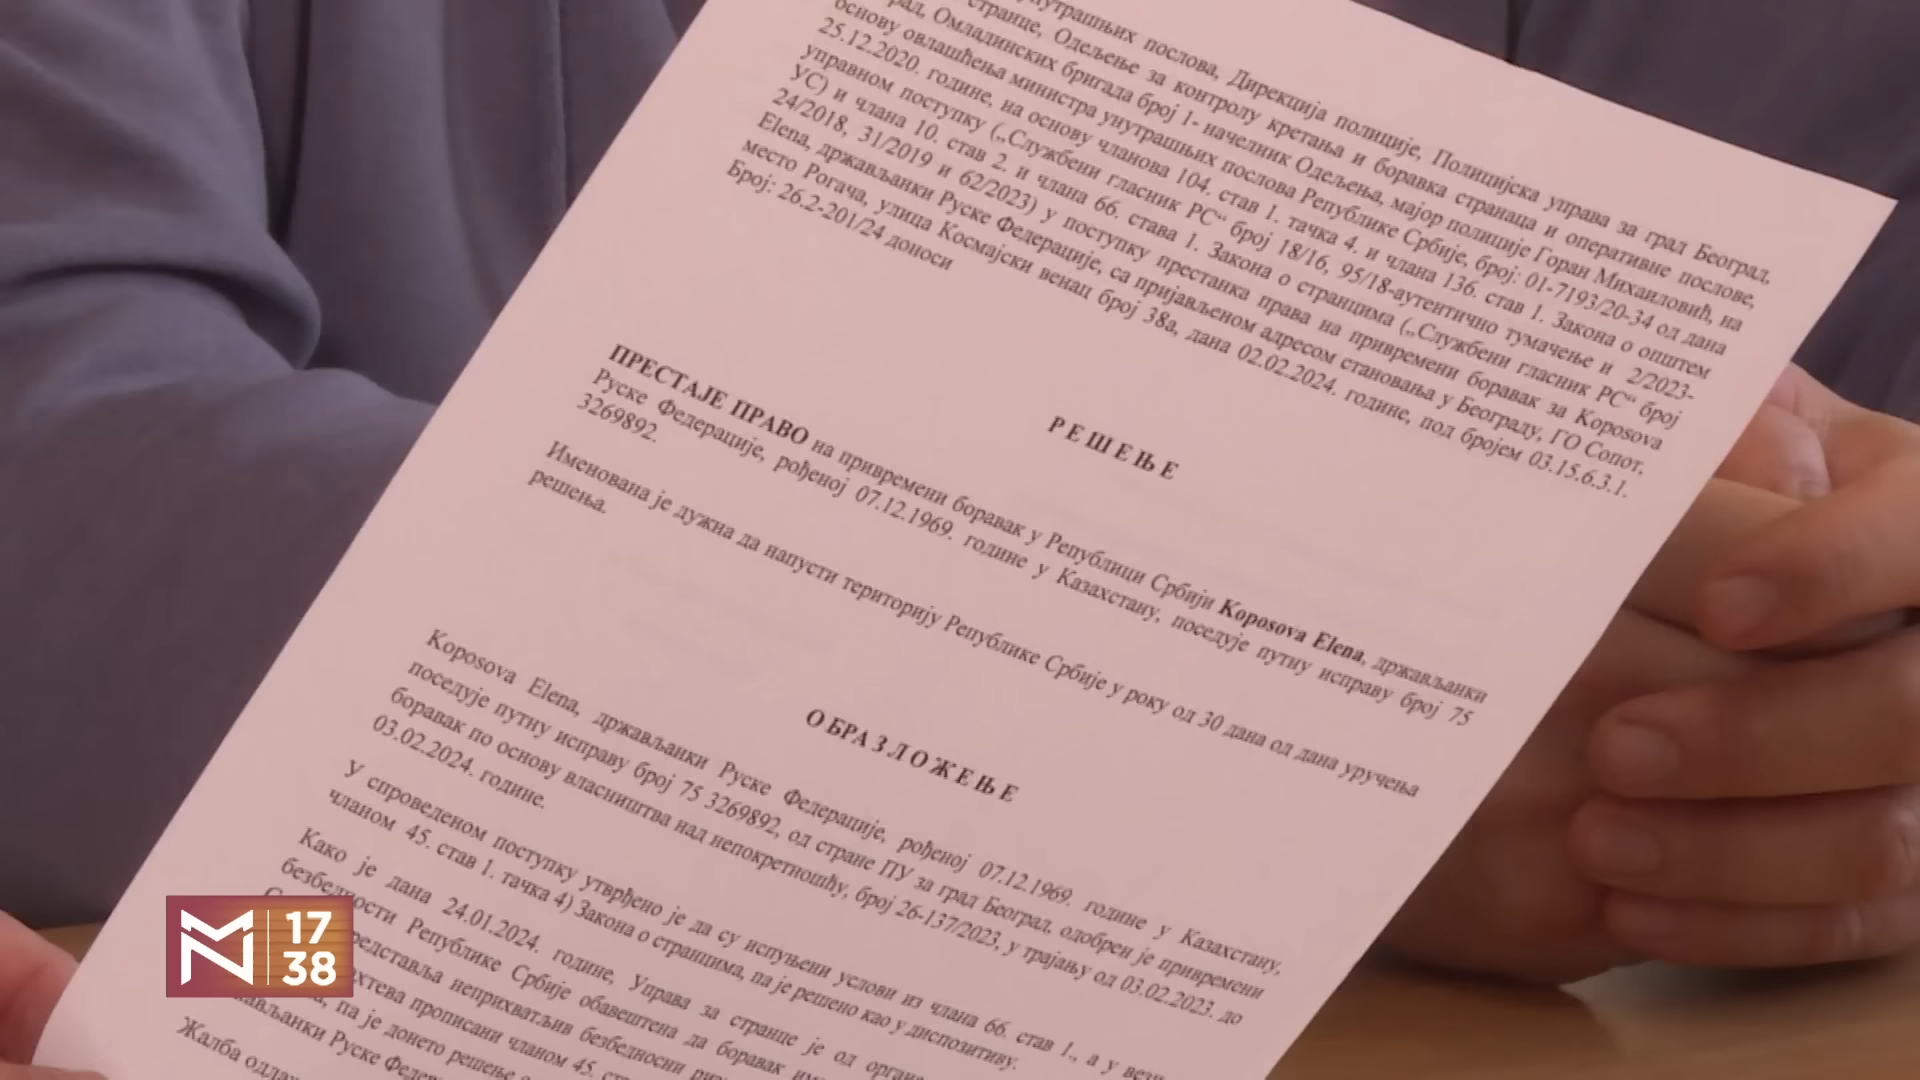 унутрашњих послова, Дирекција полиције, Полицијска управа за град Београд,
странце, Одељење за контролу кретања и боравка странаца и оперативне послове,
Омладинских бригада број 1- начелник Одељења, мајор полиције Горан Михаиловић, на
основу овлашћења министра унутрашњих послова Републике Србије, број: 01-7193/20-34 од дана
25.12.2020. године, на основу чланова 104. став 1. тачка 4. и члана 136. став 1. Закона о општем
управном поступку („Службени гласник РС“ број 18/16, 95/18-аутентично тумачење и 2/2023-
УС) и члана 10. став 2. и члана 66. става 1. Закона о странцима („Службени гласник РС“ број
24/2018, 31/2019 и 62/2023) у поступку престанка права на привремени боравак за Koposova
Elena, држављанки Руске Федерације, са пријављеном адресом становања у Београду, ГО Сопот,
место Рогача, улица Космајски венац број 38а, дана 02.02.2024. године, под бројем 03.15.6.3.1.
Број: 26.2-201/24 доноси
РЕШЕЊЕ
ПРЕСТАЈЕ ПРАВО на привремени боравак у Републици Србији Koposova Elena, држављанки
Руске Федерације, рођеној 07.12.1969. године у Казахстану, поседује путну исправу број 75
3269892.
Именована је дужна да напусти територију Републике Србије у року од 30 дана од дана уручења
решења.
ОБРАЗЛОЖЕЊЕ
Koposova Elena, држављанки Руске Федерације, рођеној 07.12.1969. године у Казахстану,
поседује путну исправу број 75 3269892, од стране ПУ за град Београд, одобрен је привремени
боравак по основу власништва над непокретношћу, број 26-137/2023, у трајању од 03.02.2023. до
03.02.2024. године.
У спроведеном поступку утврђено је да су испуњени услови из члана 66. став 1., а у вези
чланом 45. став 1. тачка 4) Закона о странцима, па је решено као у диспозитиву.
Како је дана 24.01.2024. године, Управа за странце је од органа
безбедности Републике Србије обавештена да боравак
представља неприхватљив безбедносни
прописани чланом 45.
па је донето решење
Руске
Жалба
17
38